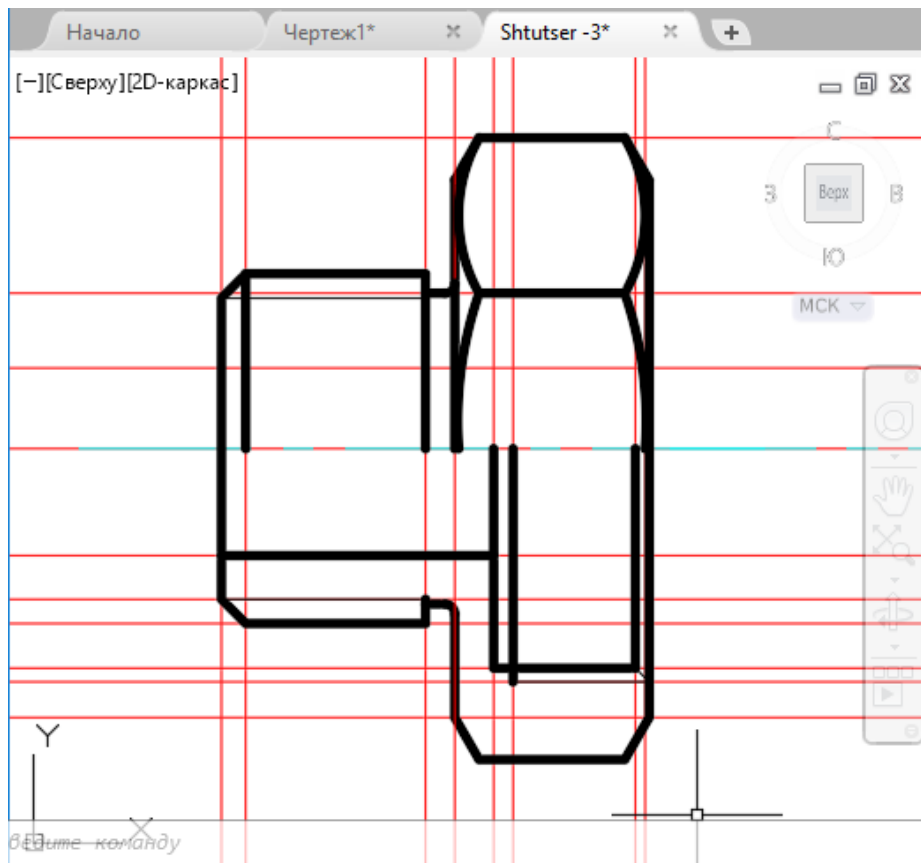 Начало
Чертеж1*
Shtutser -3*
[−][Сверху][2D-каркас]
С
З
Верх
В
Ю
МСК
Y
X
введите команду